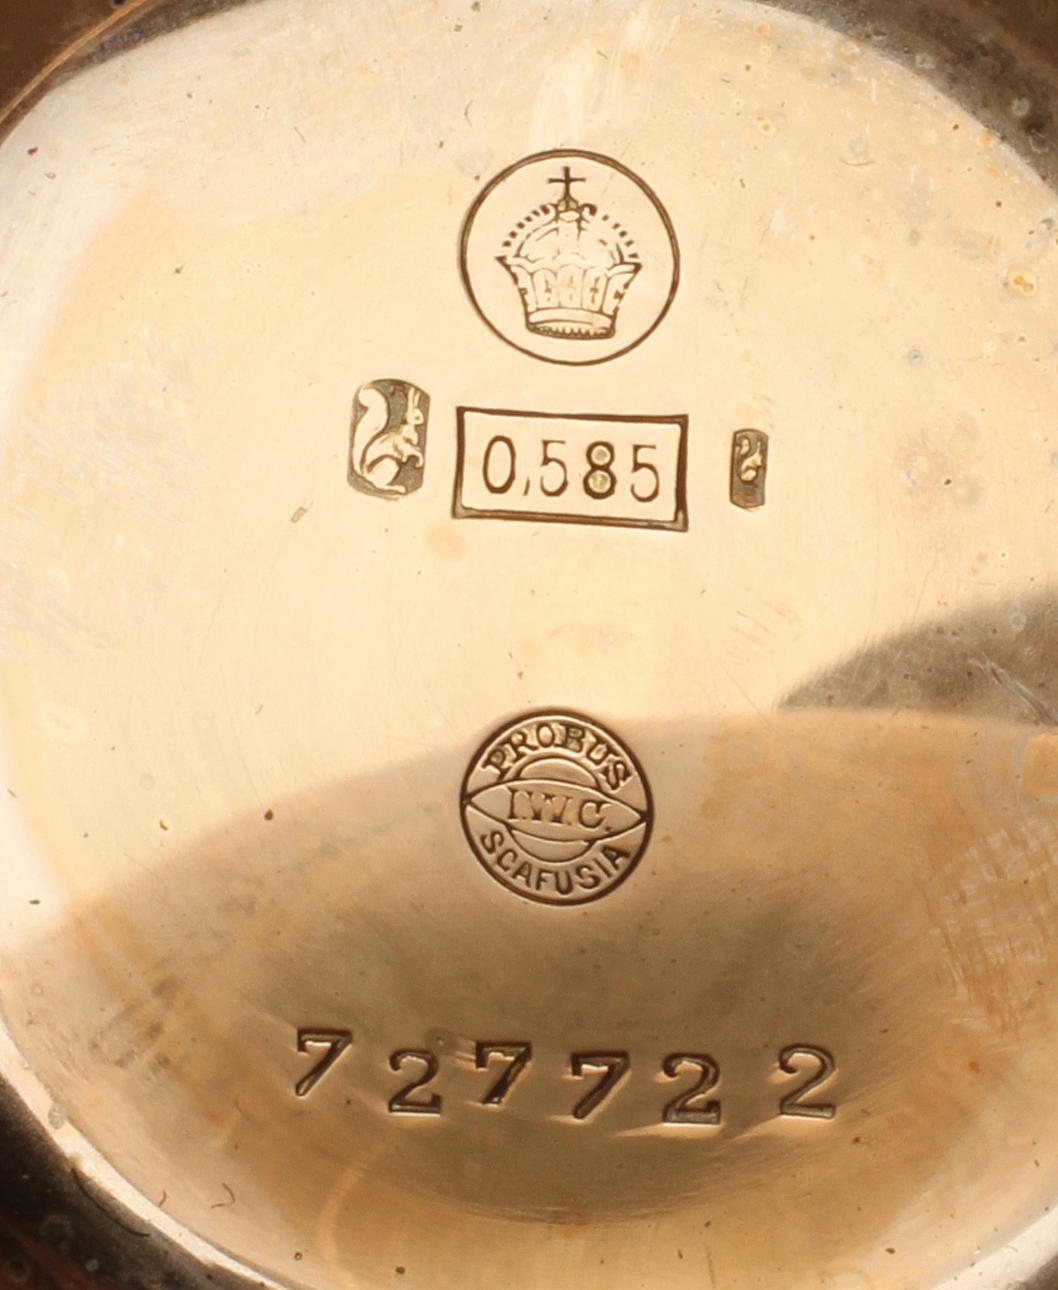 0,585
PROBUS
I.W.C.
SCAFUSIA
727722